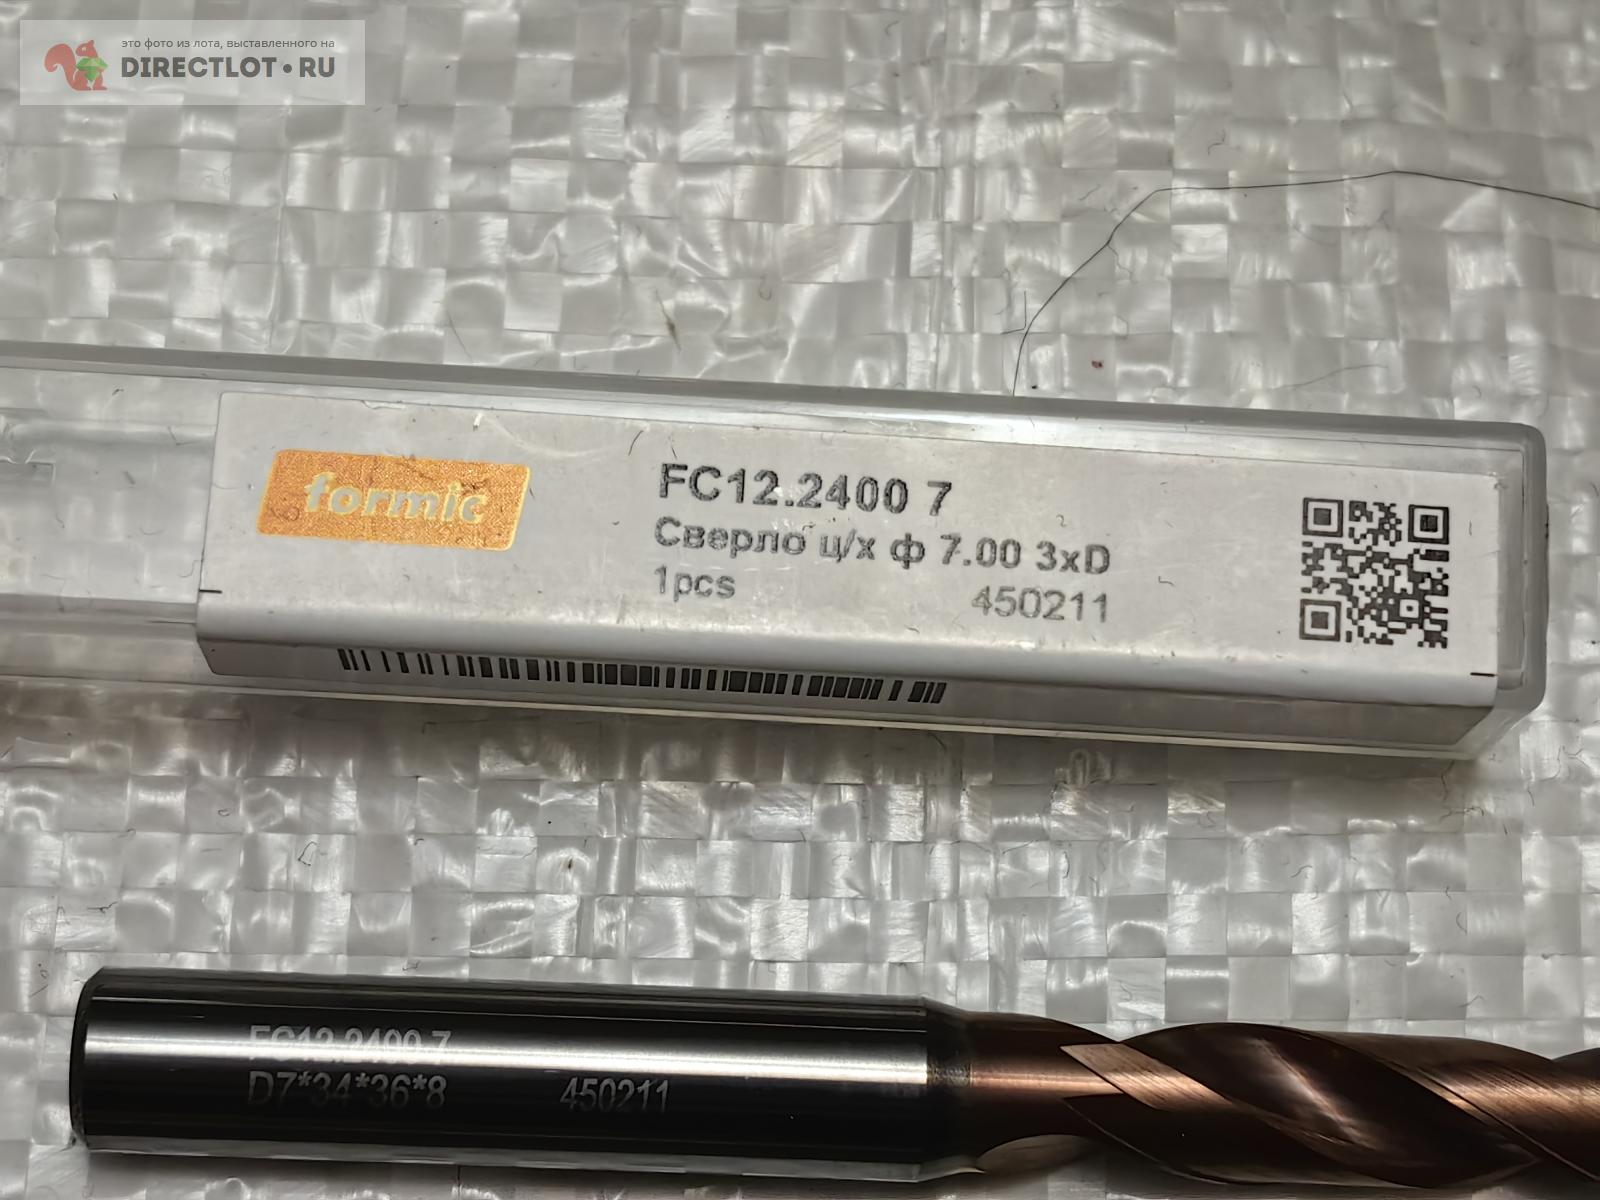 это фото из лота, выставленного на
DIRECTLOT•RU
formic
FC12.2400 7
Сверло ц/х ф 7.00 3xD
1pcs 450211
FC12.2400 7
D7*34*36*8 450211